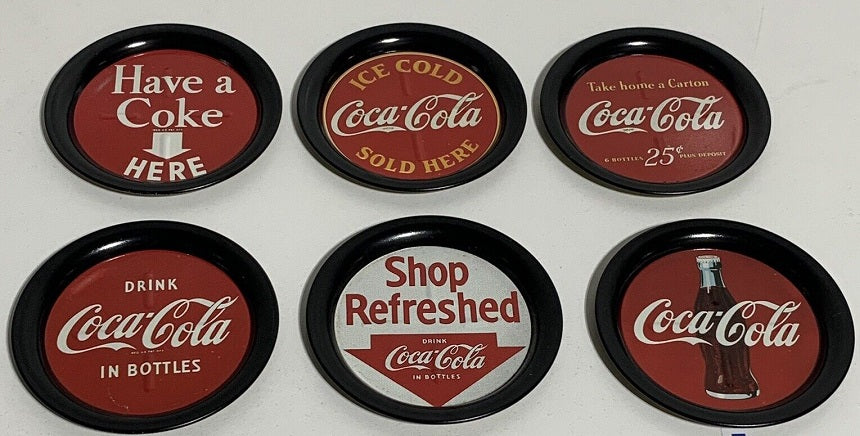 Have a
Coke
HERE
ICE COLD
Coca-Cola
SOLD HERE
Take home a Carton
Coca-Cola
6 BOTTLES 25¢ PLUS DEPOSIT
DRINK
Coca-Cola
IN BOTTLES
Shop
Refreshed
DRINK
Coca-Cola
IN BOTTLES
Coca-Cola